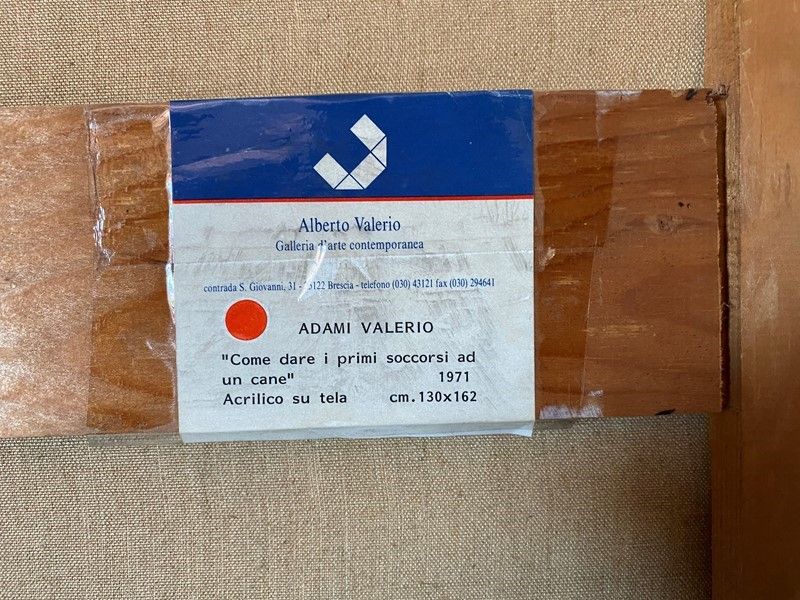 Alberto Valerio
Galleria d'arte contemporanea
contrada S. Giovanni, 31 - 25122 Brescia - telefono (030) 43121 fax (030) 294641
ADAMI VALERIO
"Come dare i primi soccorsi ad
un cane" 1971
Acrilico su tela cm.130x162